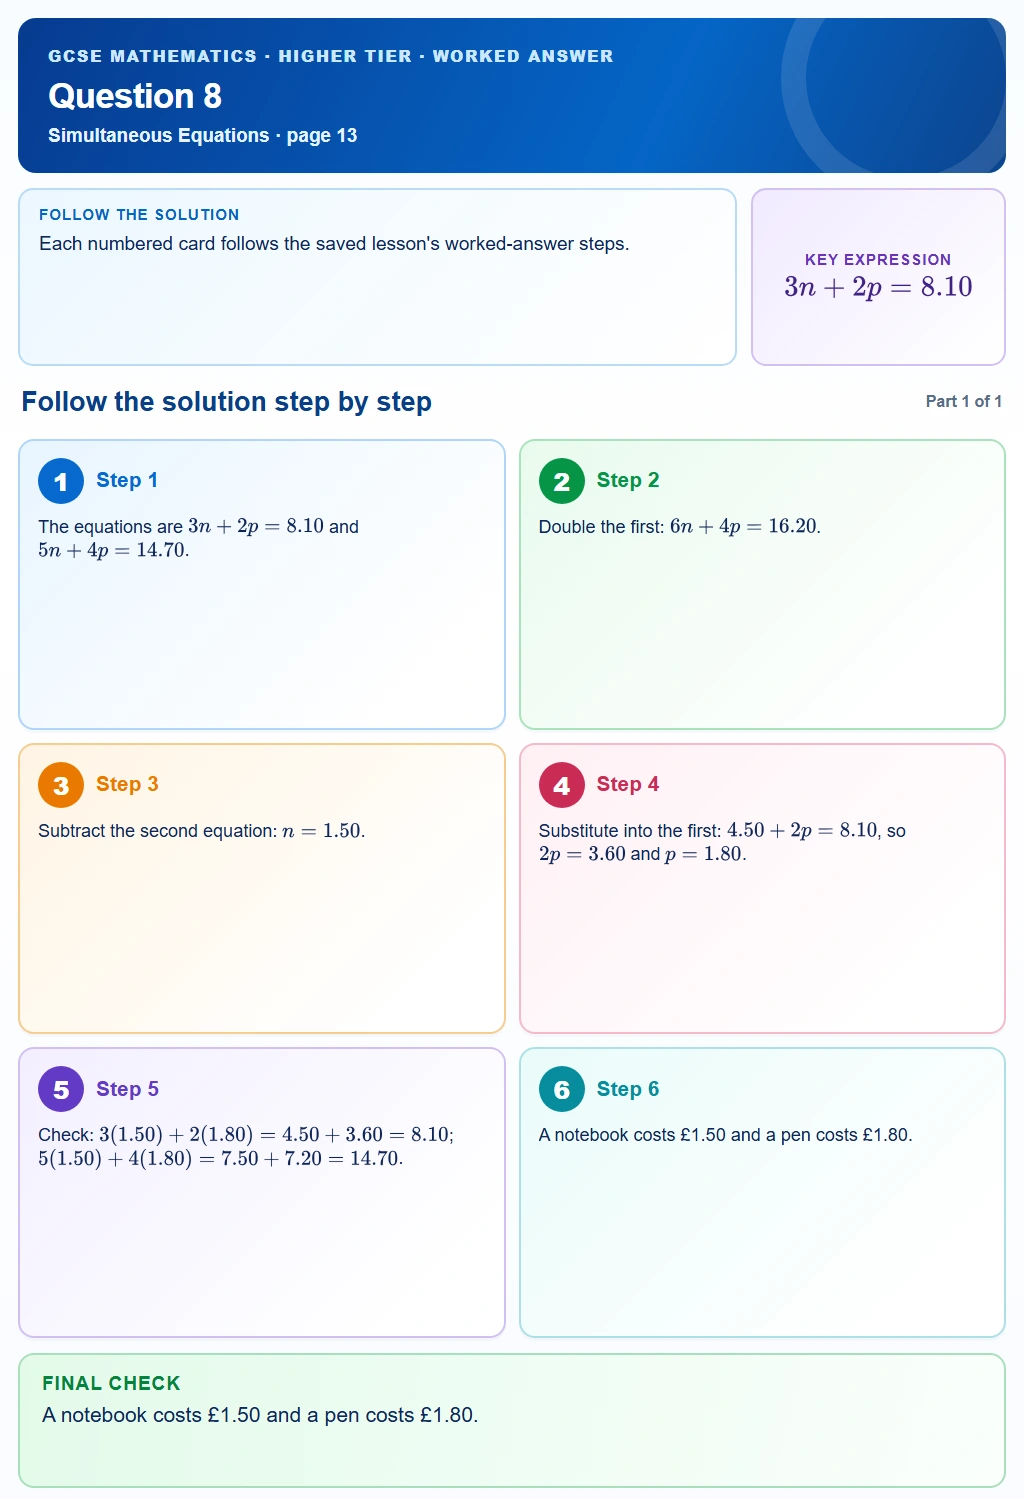 GCSE MATHEMATICS · HIGHER TIER · WORKED ANSWER
Question 8
Simultaneous Equations · page 13
FOLLOW THE SOLUTION
Each numbered card follows the saved lesson's worked-answer steps.
KEY EXPRESSION
3n + 2p = 8.10
Follow the solution step by step
Part 1 of 1
1 Step 1
The equations are 3n + 2p = 8.10 and
5n + 4p = 14.70.
2 Step 2
Double the first: 6n + 4p = 16.20.
3 Step 3
Subtract the second equation: n = 1.50.
4 Step 4
Substitute into the first: 4.50 + 2p = 8.10, so
2p = 3.60 and p = 1.80.
5 Step 5
Check: 3(1.50) + 2(1.80) = 4.50 + 3.60 = 8.10;
5(1.50) + 4(1.80) = 7.50 + 7.20 = 14.70.
6 Step 6
A notebook costs £1.50 and a pen costs £1.80.
FINAL CHECK
A notebook costs £1.50 and a pen costs £1.80.